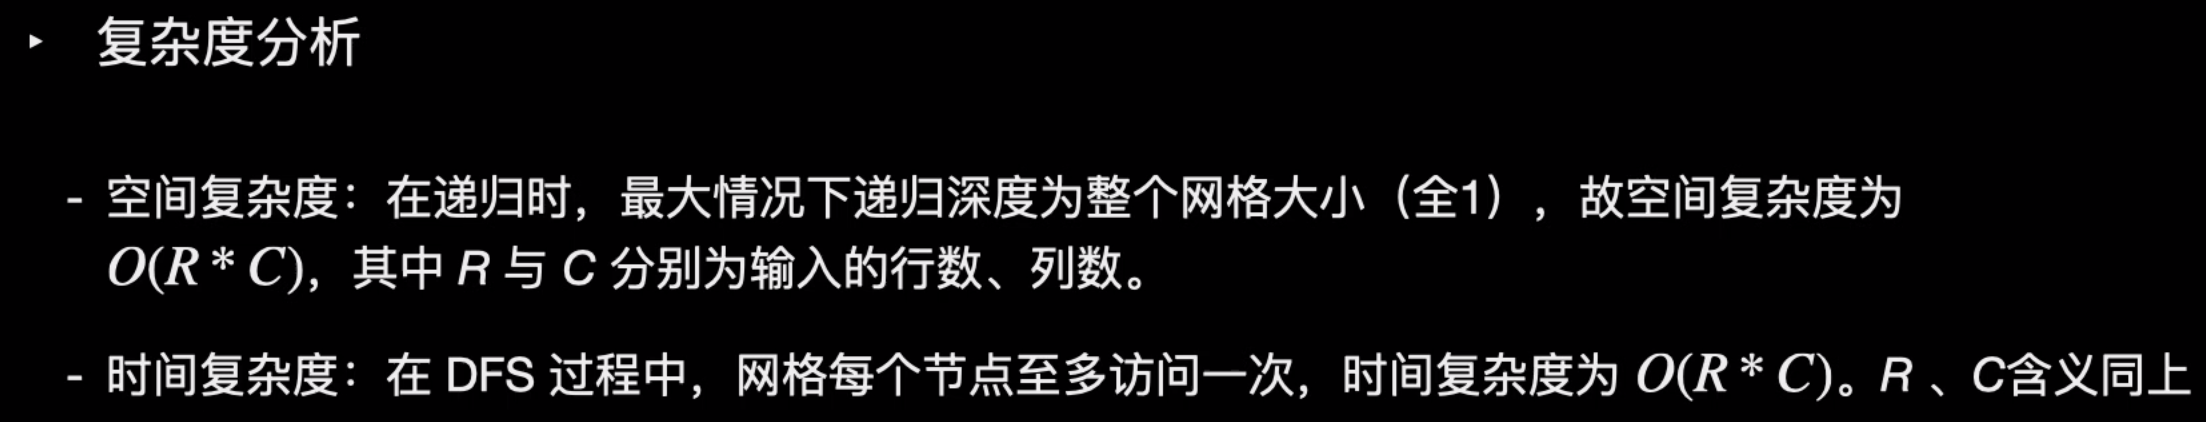 ‣ 复杂度分析
- 空间复杂度：在递归时，最大情况下递归深度为整个网格大小（全1），故空间复杂度为
O(R * C)，其中 R 与 C 分别为输入的行数、列数。
- 时间复杂度：在 DFS 过程中，网格每个节点至多访问一次，时间复杂度为 O(R * C)。R 、C含义同上